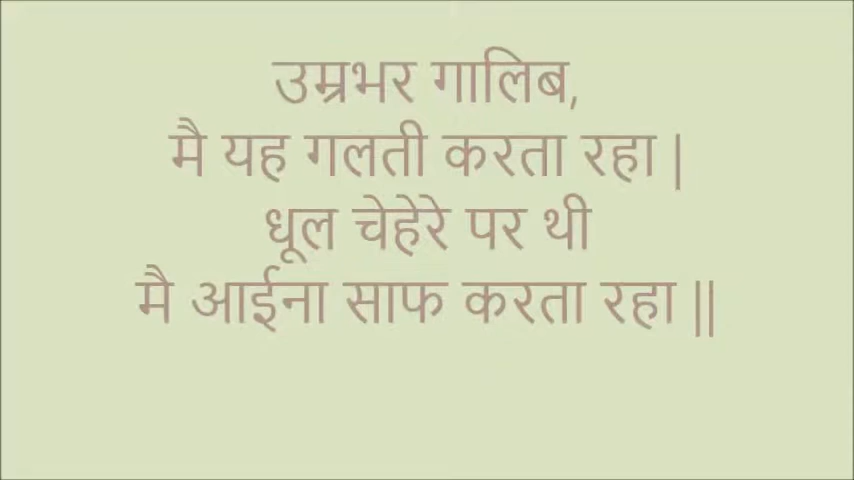 उम्रभर गालिब,
मै यह गलती करता रहा |
धूल चेहेरे पर थी
मै आईना साफ करता रहा ||